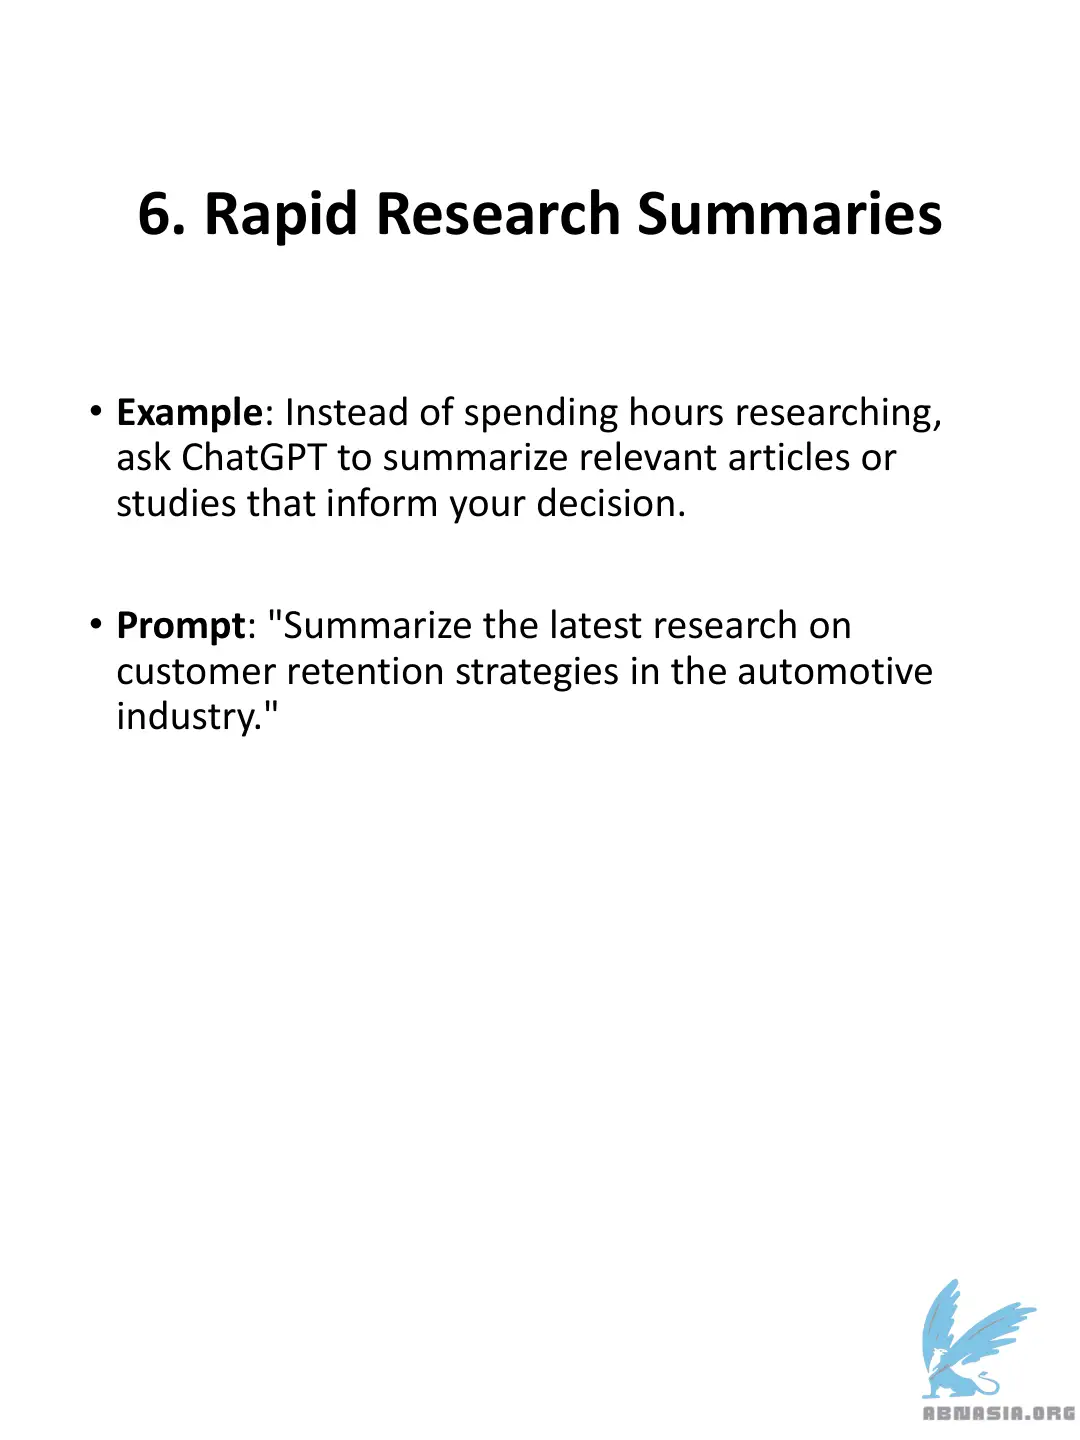 6. Rapid Research Summaries
• Example: Instead of spending hours researching,
ask ChatGPT to summarize relevant articles or
studies that inform your decision.
• Prompt: "Summarize the latest research on
customer retention strategies in the automotive
industry."
ABNASIA.ORG